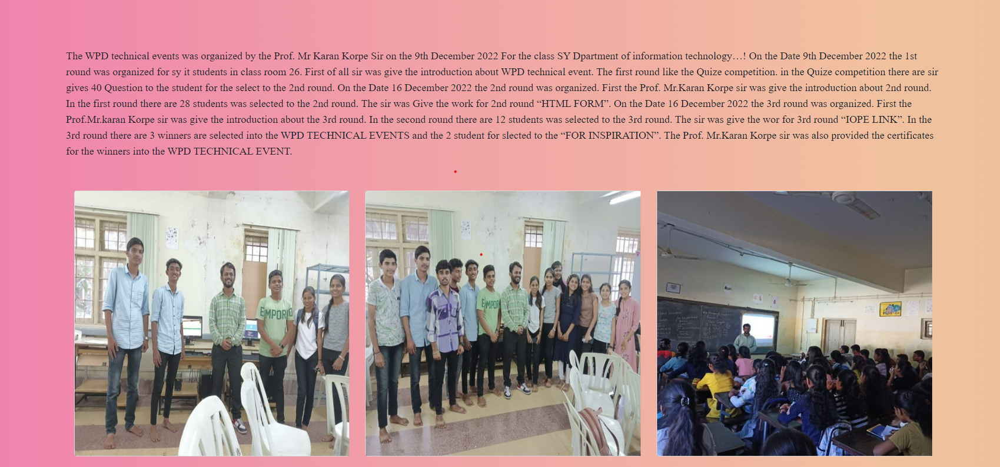 The WPD technical events was organized by the Prof. Mr Karan Korpe Sir on the 9th December 2022 For the class SY Dpartment of information technology…! On the Date 9th December 2022 the 1st
round was organized for sy it students in class room 26. First of all sir was give the introduction about WPD technical event. The first round like the Quize competition. in the Quize competition there are sir
gives 40 Question to the student for the select to the 2nd round. On the Date 16 December 2022 the 2nd round was organized. First the Prof. Mr.Karan Korpe sir was give the introduction about 2nd round.
In the first round there are 28 students was selected to the 2nd round. The sir was Give the work for 2nd round “HTML FORM”. On the Date 16 December 2022 the 3rd round was organized. First the
Prof.Mr.karan Korpe sir was give the introduction about the 3rd round. In the second round there are 12 students was selected to the 3rd round. The sir was give the wor for 3rd round “IOPE LINK”. In the
3rd round there are 3 winners are selected into the WPD TECHNICAL EVENTS and the 2 student for slected to the “FOR INSPIRATION”. The Prof. Mr.Karan Korpe sir was also provided the certificates
for the winners into the WPD TECHNICAL EVENT.
EMPORIO
EMPORI